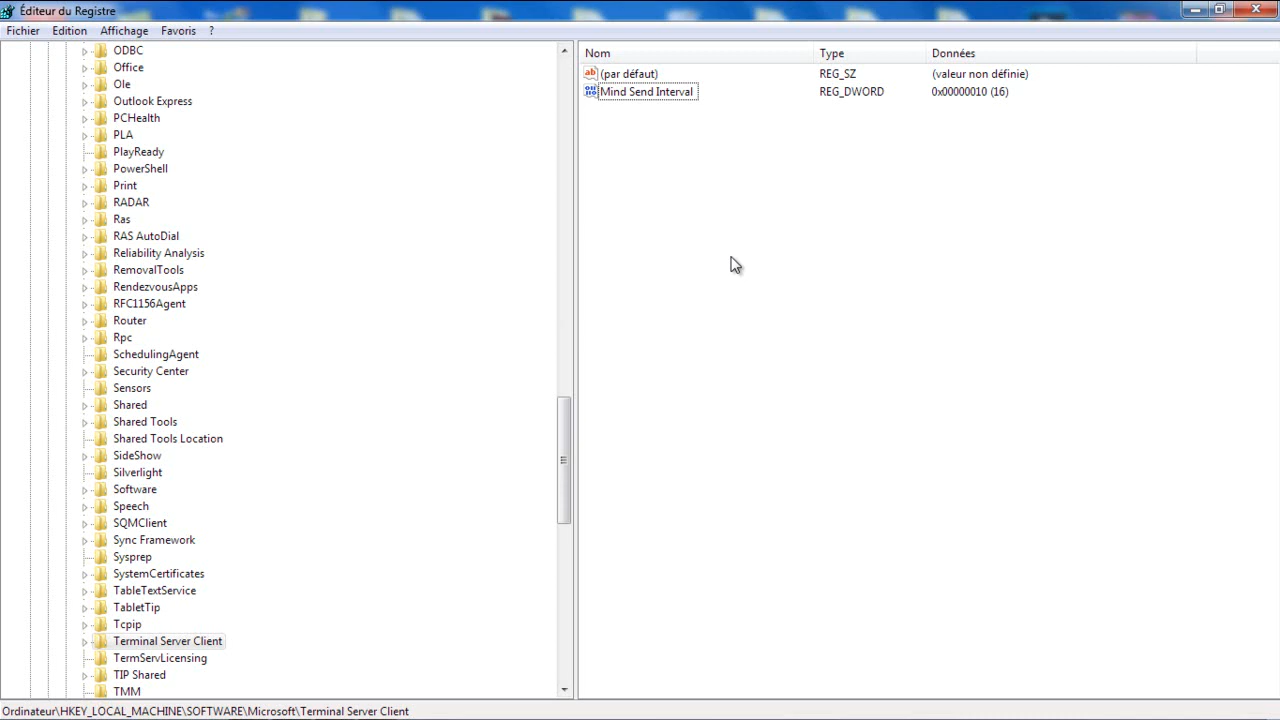 Éditeur du Registre
Fichier Edition Affichage Favoris ?
ODBC
Office
Ole
Outlook Express
PCHealth
PLA
PlayReady
PowerShell
Print
RADAR
Ras
RAS AutoDial
Reliability Analysis
RemovalTools
RendezvousApps
RFC1156Agent
Router
Rpc
SchedulingAgent
Security Center
Sensors
Shared
Shared Tools
Shared Tools Location
SideShow
Silverlight
Software
Speech
SQMClient
Sync Framework
Sysprep
SystemCertificates
TableTextService
TabletTip
Tcpip
Terminal Server Client
TermServLicensing
TIP Shared
TMM
Nom Type Données
(par défaut) REG_SZ (valeur non définie)
Mind Send Interval REG_DWORD 0x00000010 (16)
Ordinateur\HKEY_LOCAL_MACHINE\SOFTWARE\Microsoft\Terminal Server Client